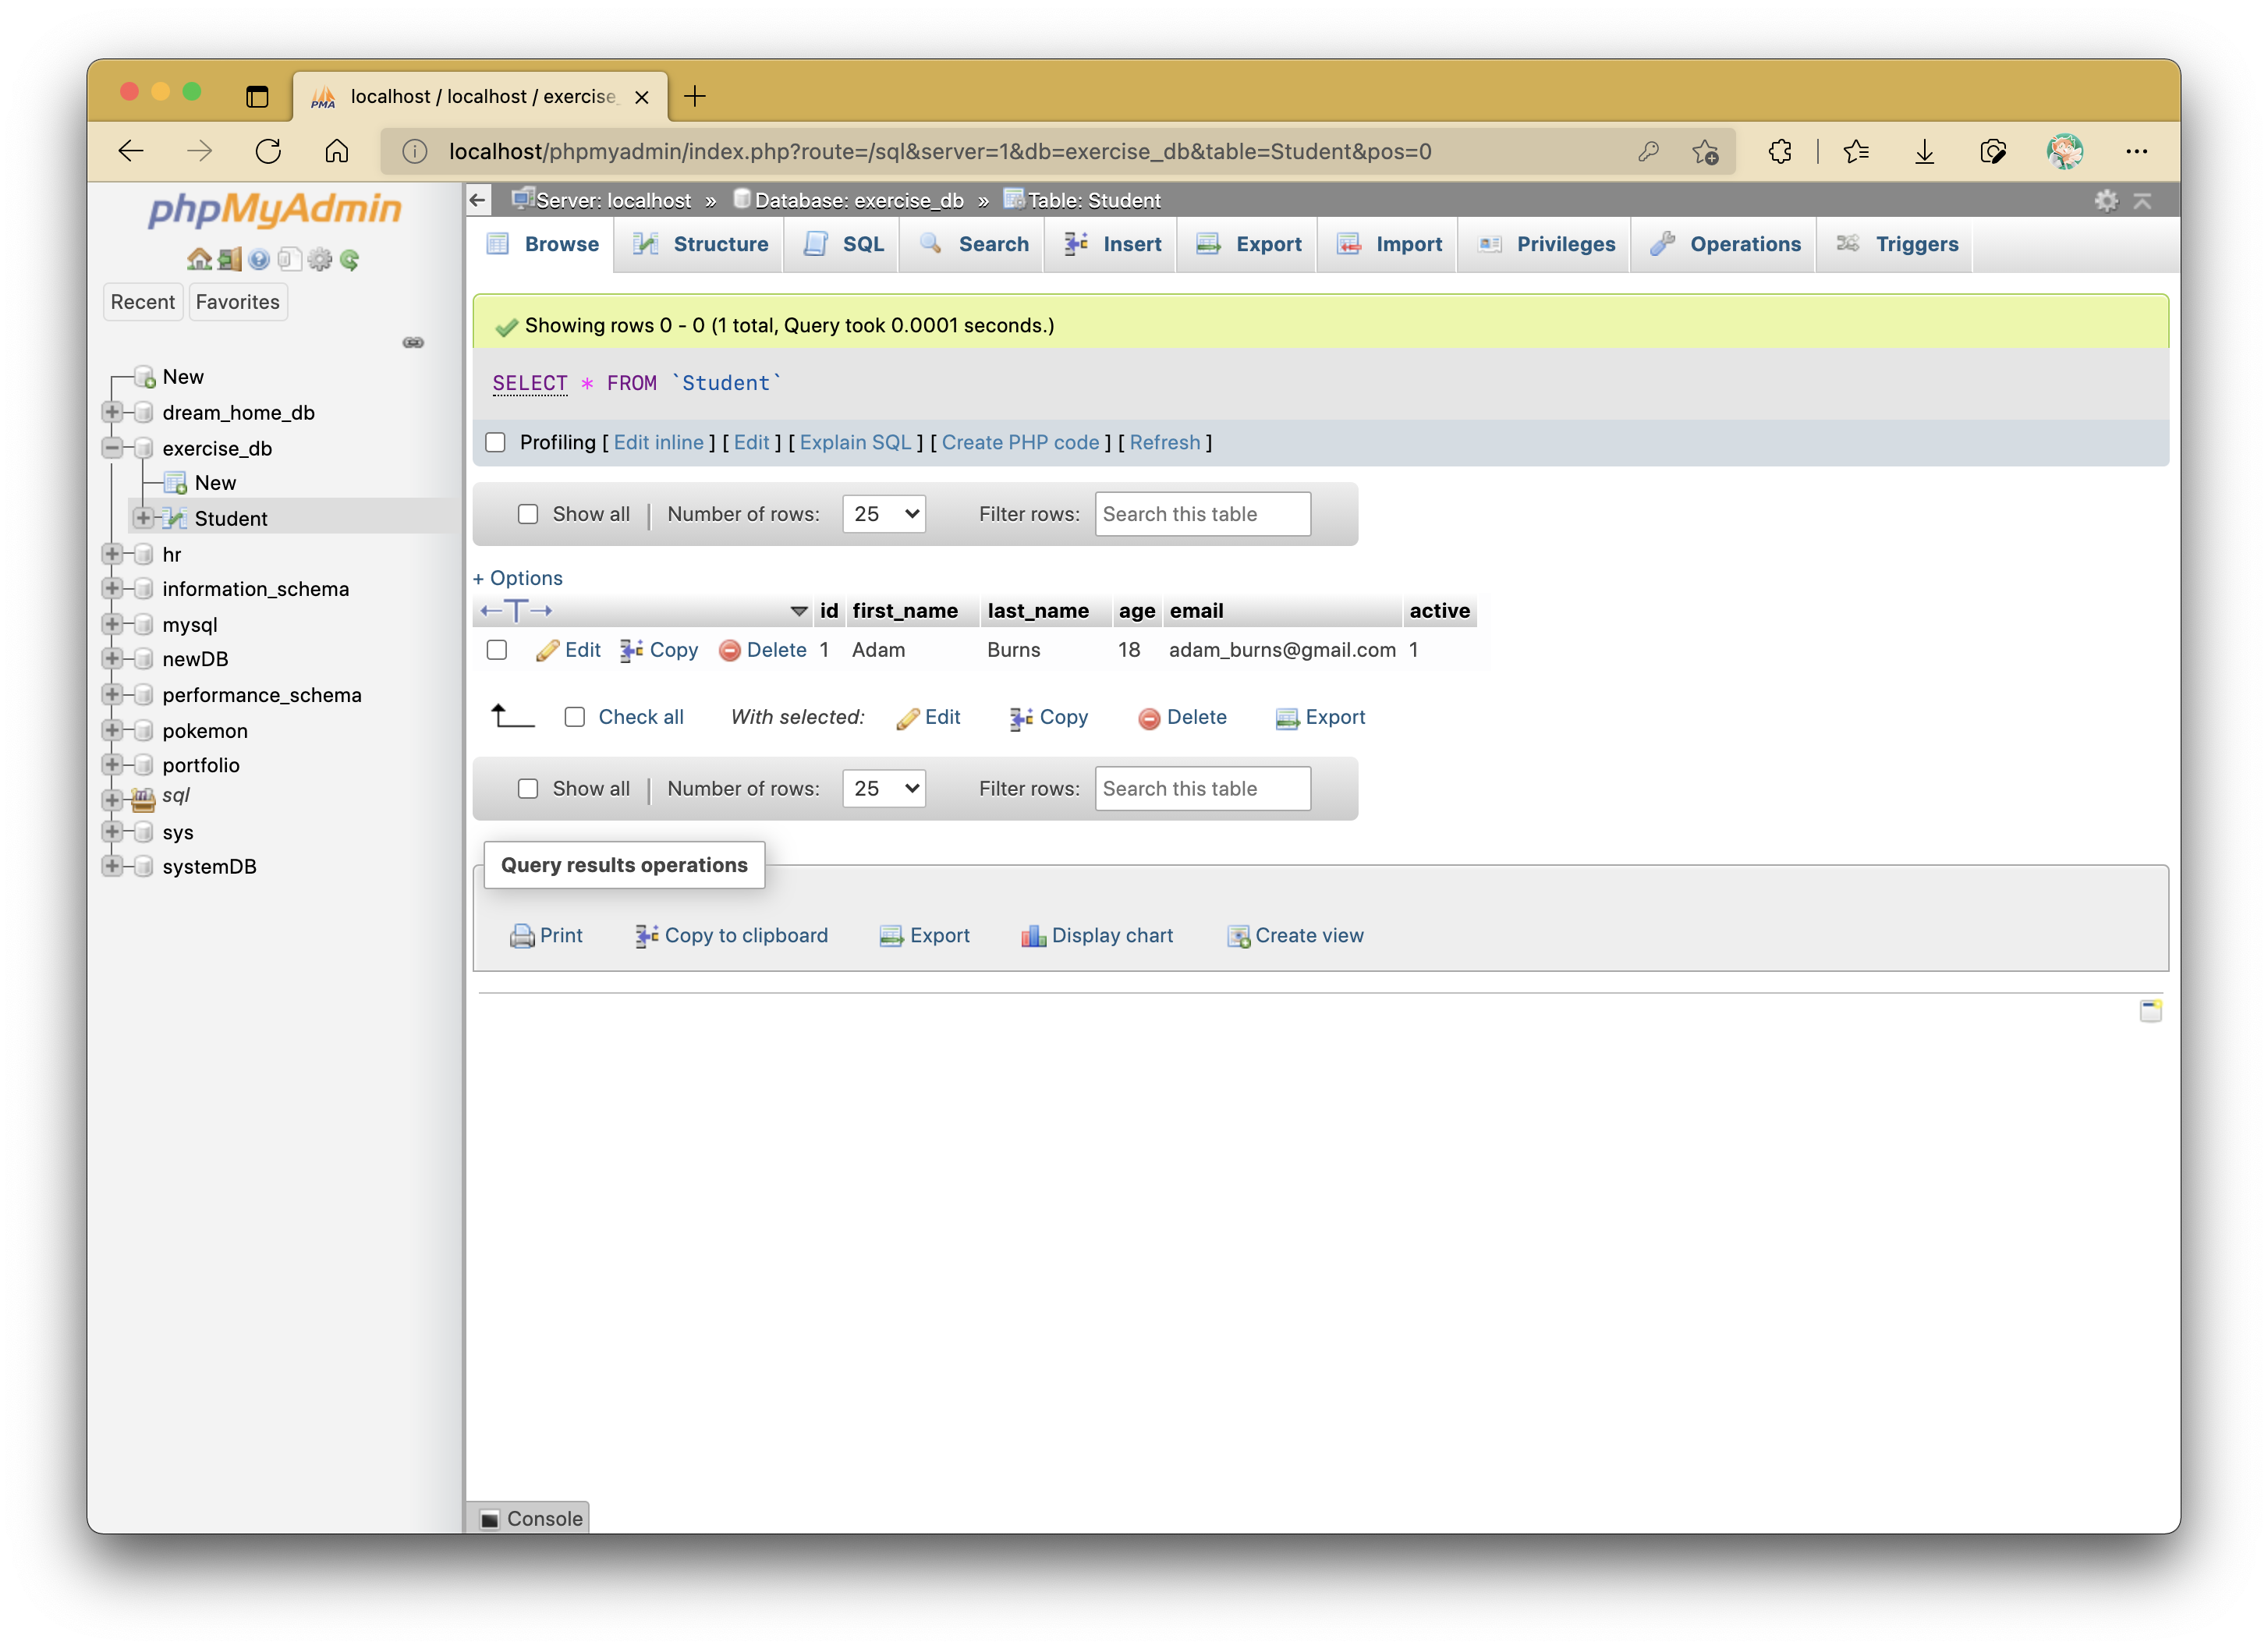 localhost / localhost / exercise_
localhost/phpmyadmin/index.php?route=/sql&server=1&db=exercise_db&table=Student&pos=0
phpMyAdmin
Recent Favorites
New
dream_home_db
exercise_db
New
Student
hr
information_schema
mysql
newDB
performance_schema
pokemon
portfolio
sql
sys
systemDB
Server: localhost » Database: exercise_db » Table: Student
Browse Structure SQL Search Insert Export Import Privileges Operations Triggers
Showing rows 0 - 0 (1 total, Query took 0.0001 seconds.)
SELECT * FROM `Student`
Profiling [ Edit inline ] [ Edit ] [ Explain SQL ] [ Create PHP code ] [ Refresh ]
Show all | Number of rows: 25 Filter rows: Search this table
+ Options
←T→ id first_name last_name age email active
Edit Copy Delete 1 Adam Burns 18 adam_burns@gmail.com 1
Check all With selected: Edit Copy Delete Export
Show all | Number of rows: 25 Filter rows: Search this table
Query results operations
Print Copy to clipboard Export Display chart Create view
Console